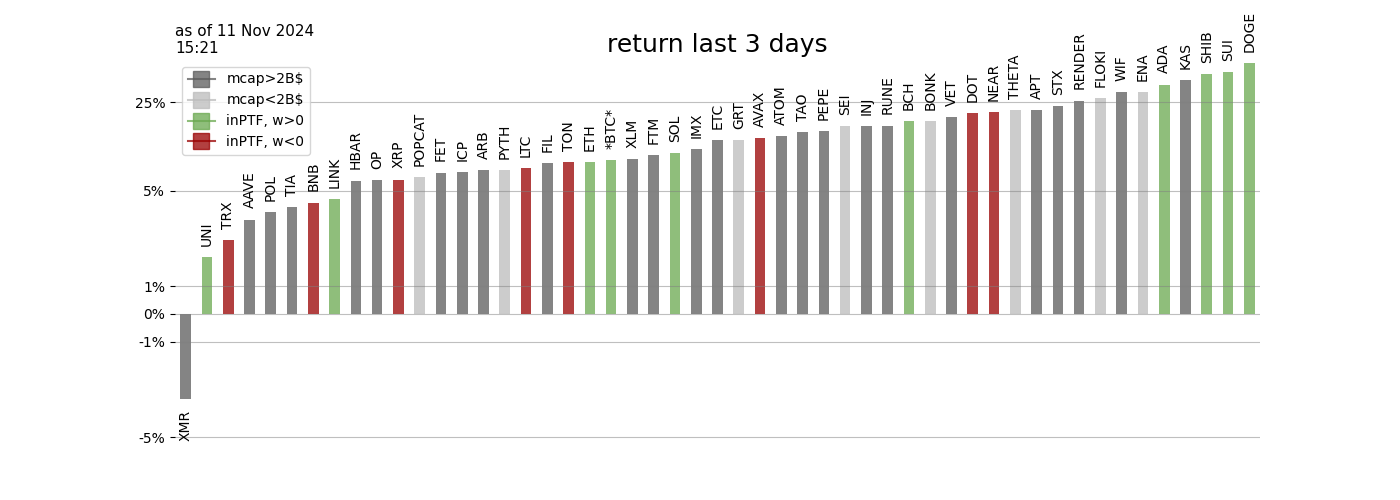 as of 11 Nov 2024
15:21
return last 3 days
mcap>2B$
mcap<2B$
inPTF, w>0
inPTF, w<0
25%
5%
1%
0%
-1%
-5%
XMR
UNI
TRX
AAVE
POL
TIA
BNB
LINK
HBAR
OP
XRP
POPCAT
FET
ICP
ARB
PYTH
LTC
FIL
TON
ETH
*BTC*
XLM
FTM
SOL
IMX
ETC
GRT
AVAX
ATOM
TAO
PEPE
SEI
INJ
RUNE
BCH
BONK
VET
DOT
NEAR
THETA
APT
STX
RENDER
FLOKI
WIF
ENA
ADA
KAS
SHIB
SUI
DOGE